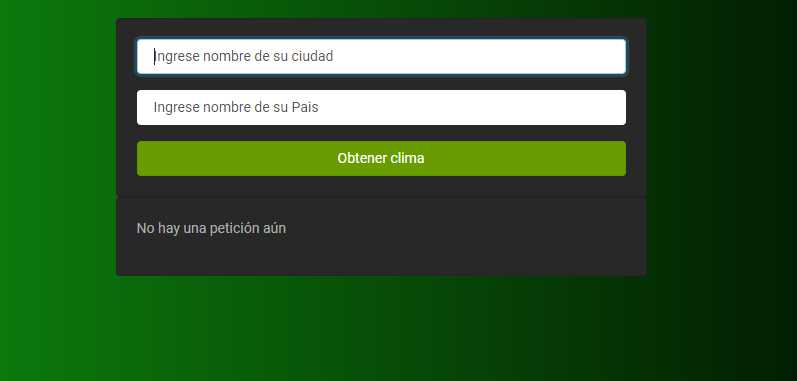 Ingrese nombre de su ciudad
Ingrese nombre de su Pais
Obtener clima
No hay una petición aún